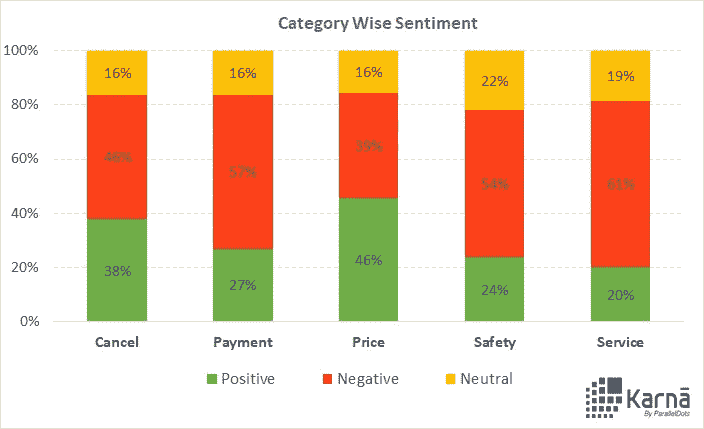 Category Wise Sentiment
100%
80%
60%
40%
20%
0%
16%
16%
16%
22%
19%
46%
57%
39%
54%
61%
38%
27%
46%
24%
20%
Cancel
Payment
Price
Safety
Service
Positive
Negative
Neutral
Karnā
By ParallelDots